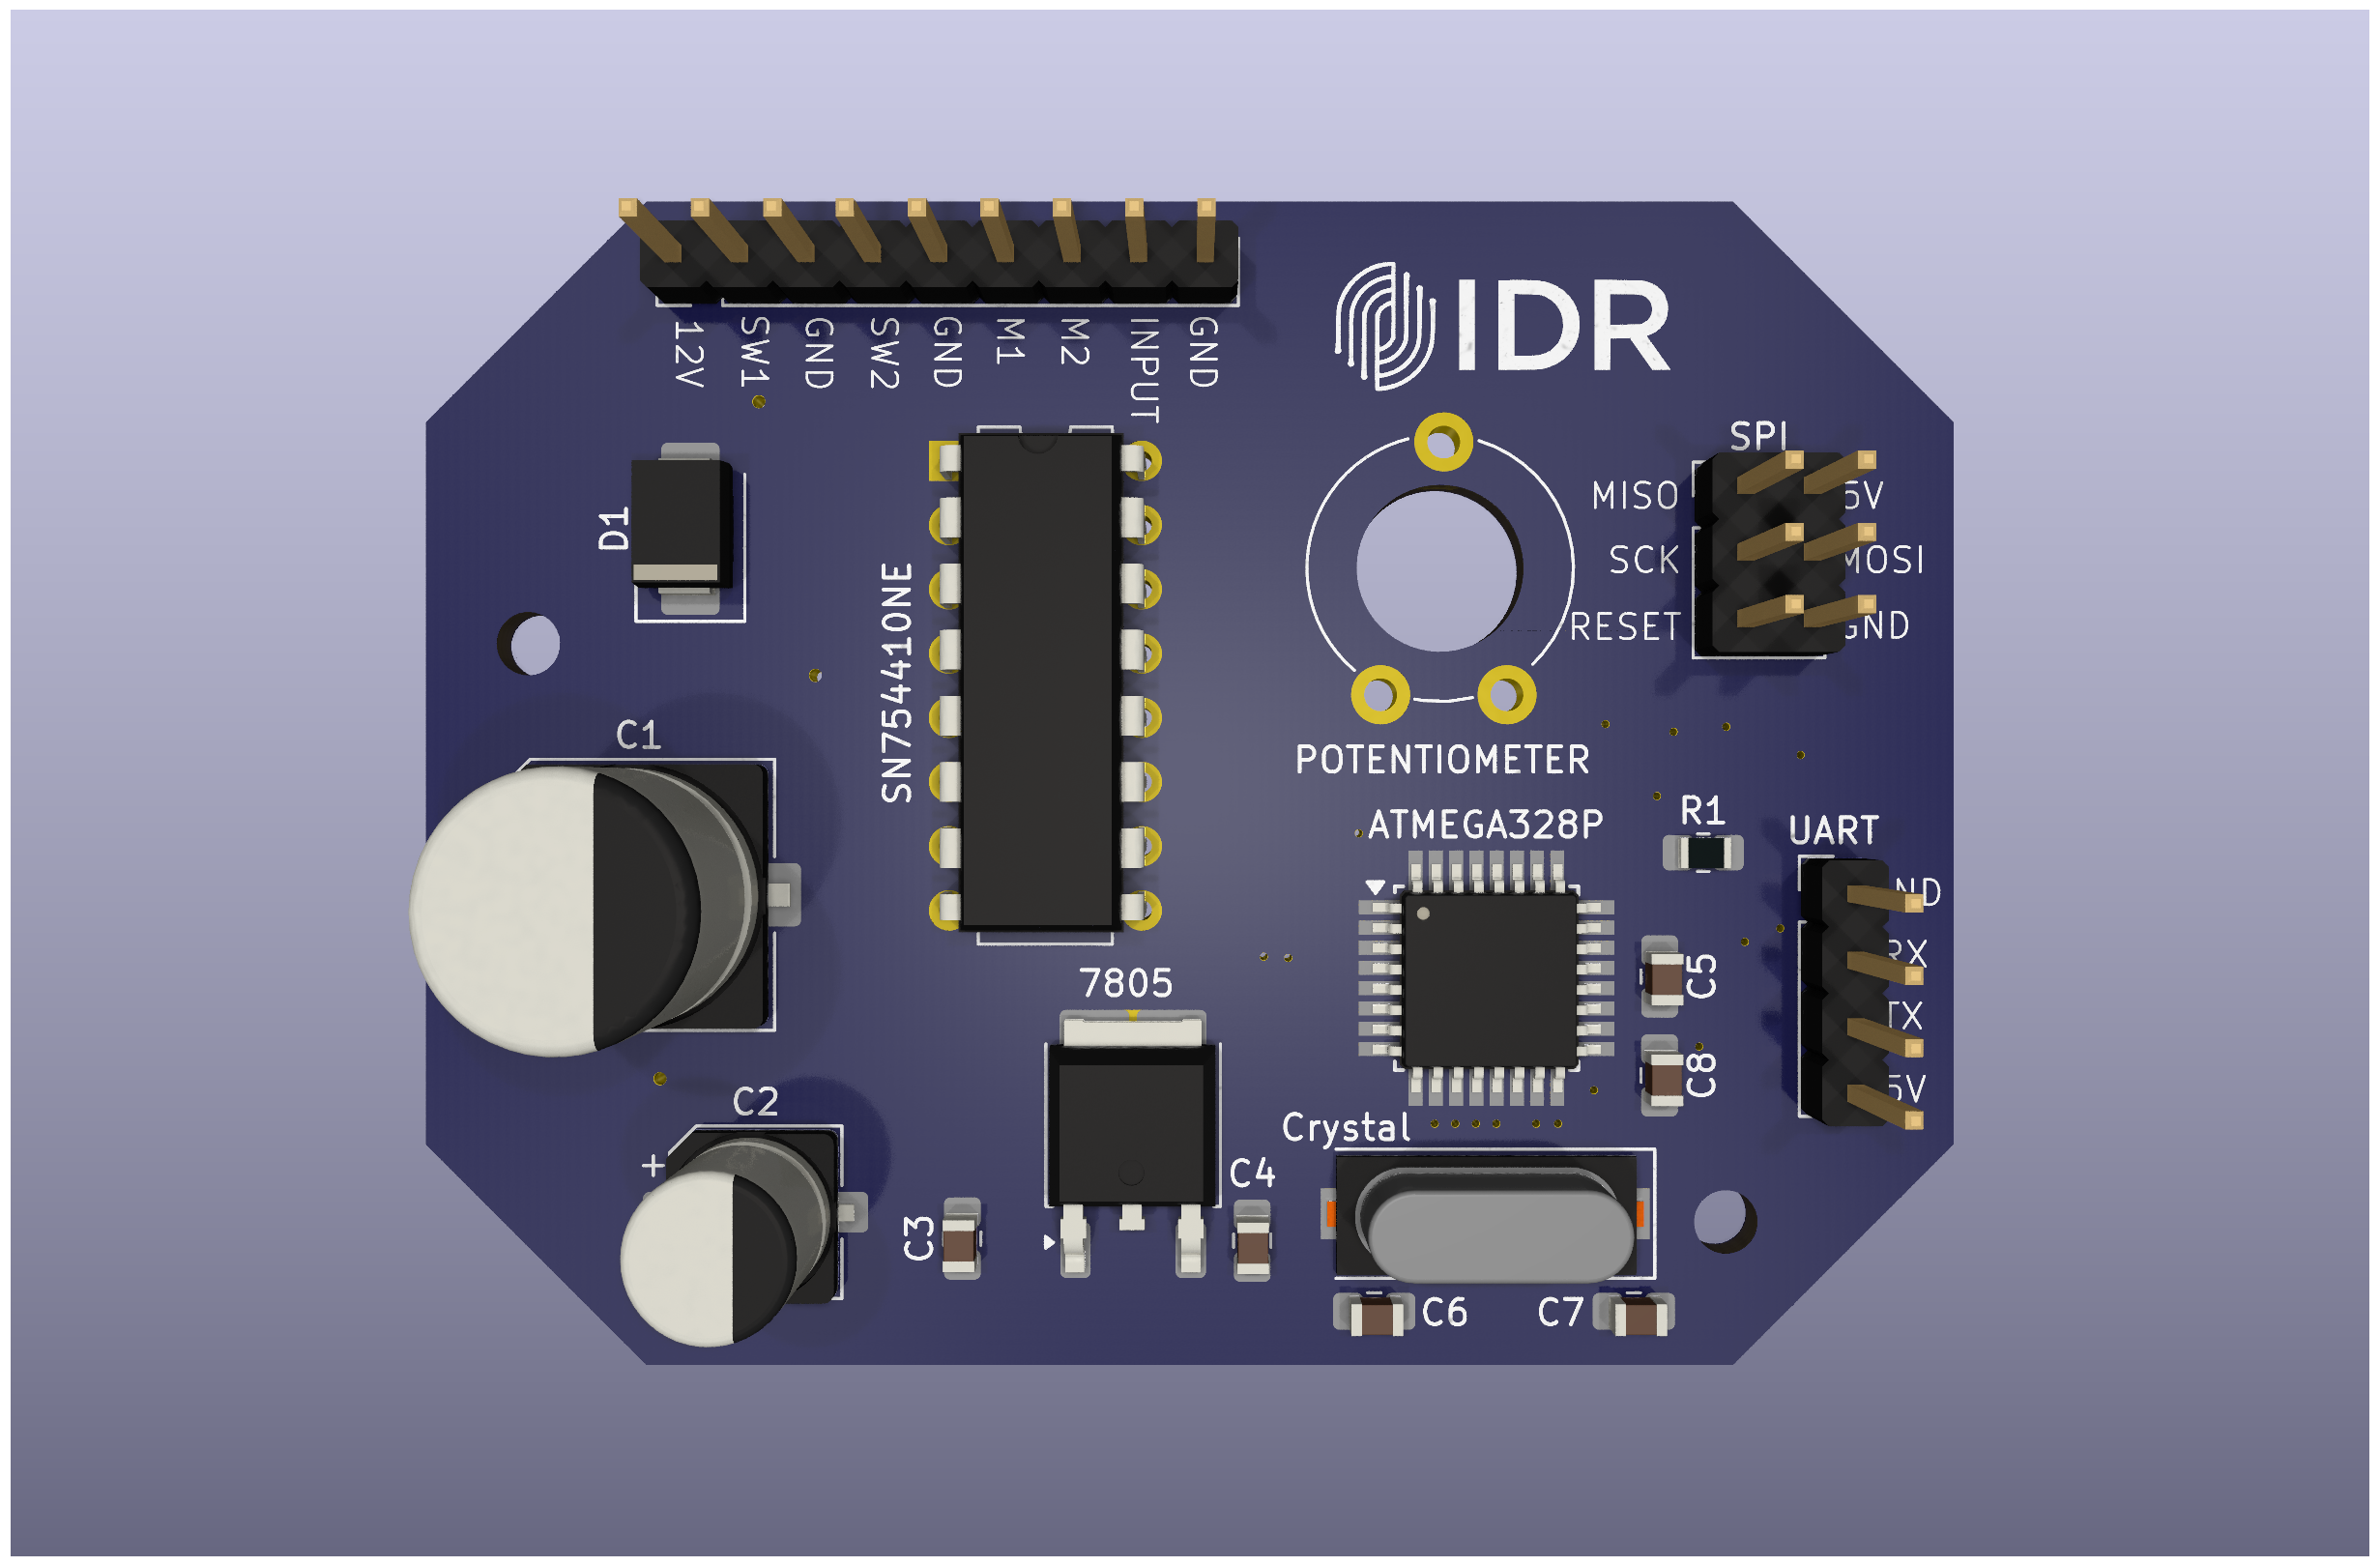 IDR
12V
SW1
GND
SW2
GND
M1
M2
INPUT
GND
SPI
MISO
5V
SCK
MOSI
RESET
GND
D1
SN754410NE
C1
POTENTIOMETER
R1
ATMEGA328P
UART
ND
RX
TX
5V
C5
7805
C8
C2
+
Crystal
C4
C3
C6
C7